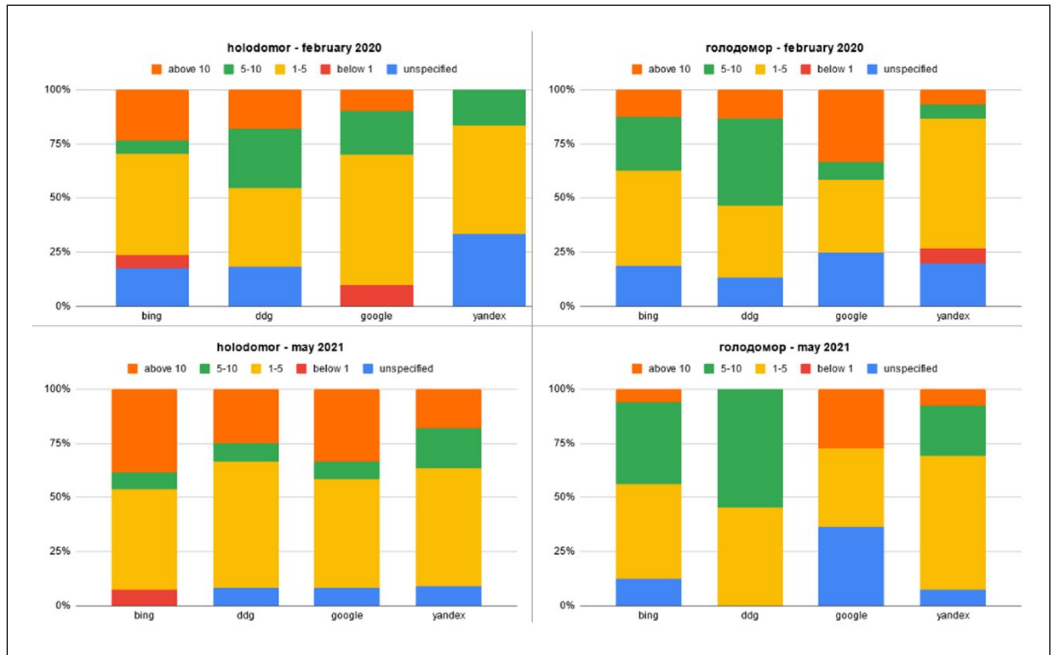 holodomor - february 2020
above 10 5-10 1-5 below 1 unspecified
100%
75%
50%
25%
0%
bing ddg google yandex
голодомор - february 2020
above 10 5-10 1-5 below 1 unspecified
100%
75%
50%
25%
0%
bing ddg google yandex
holodomor - may 2021
above 10 5-10 1-5 below 1 unspecified
100%
75%
50%
25%
0%
bing ddg google yandex
голодомор - may 2021
above 10 5-10 1-5 below 1 unspecified
100%
75%
50%
25%
0%
bing ddg google yandex